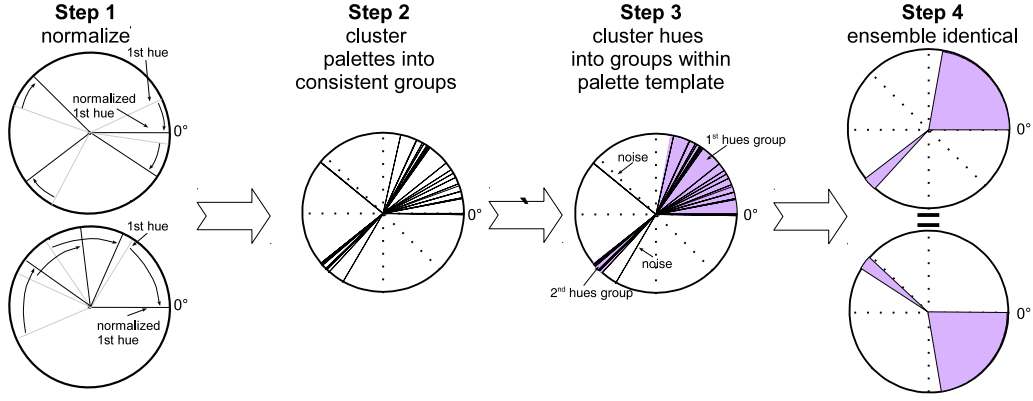 Step 1
normalize
1st hue
normalized
1st hue
0°
1st hue
0°
normalized
1st hue
Step 2
cluster
palettes into
consistent groups
0°
Step 3
cluster hues
into groups within
palette template
1st hues group
noise
0°
noise
2nd hues group
Step 4
ensemble identical
0°
=
0°